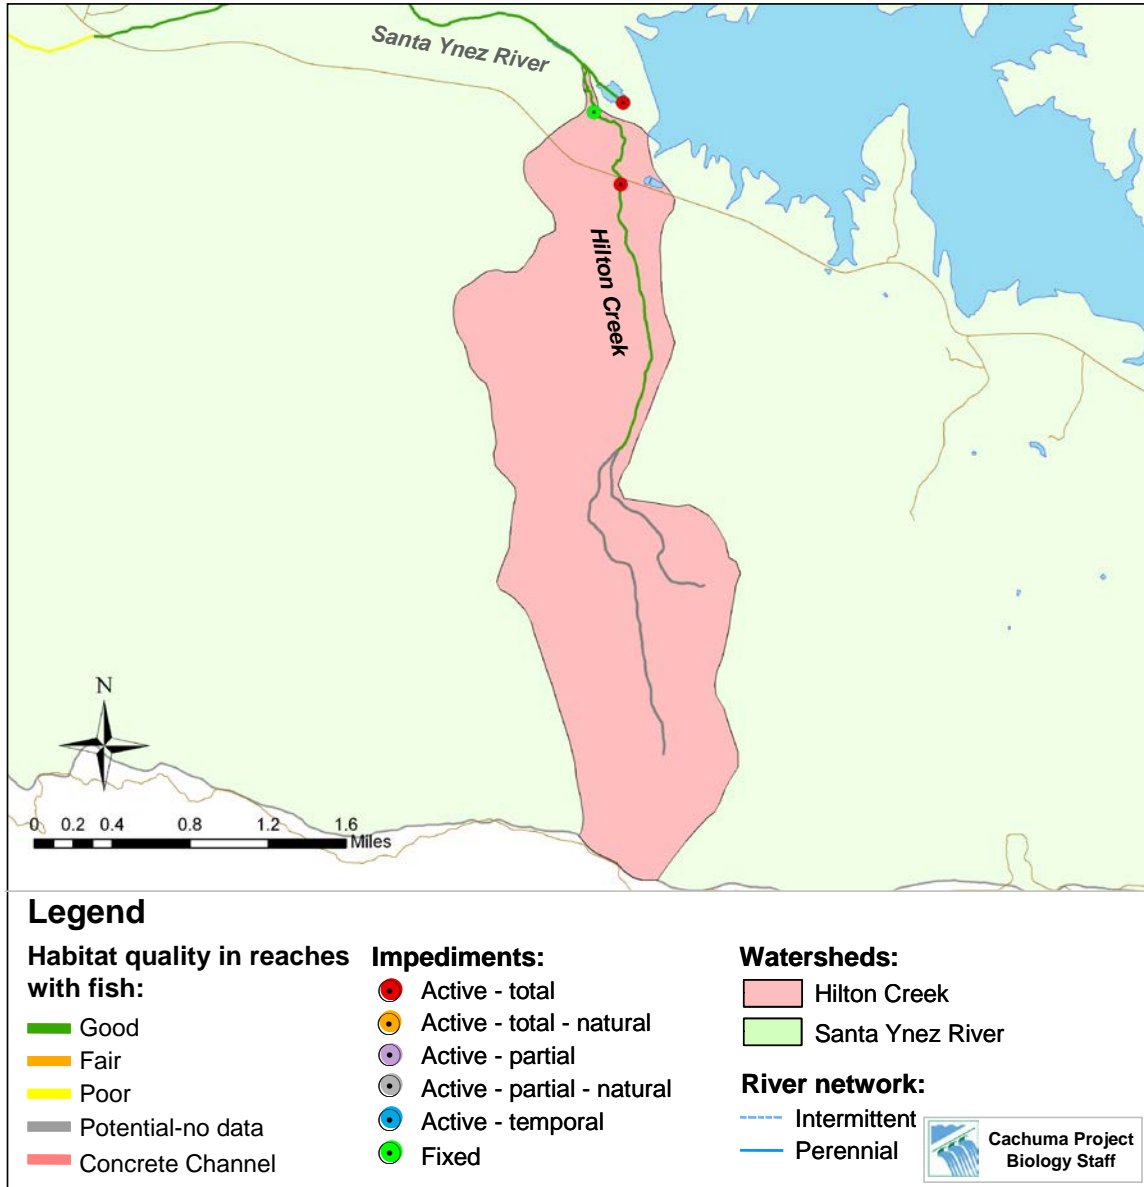 Santa Ynez River
Hilton Creek
N
0 0.2 0.4 0.8 1.2 1.6
Miles
Legend
Habitat quality in reaches
with fish:
Good
Fair
Poor
Potential-no data
Concrete Channel
Impediments:
Active - total
Active - total - natural
Active - partial
Active - partial - natural
Active - temporal
Fixed
Watersheds:
Hilton Creek
Santa Ynez River
River network:
Intermittent
Perennial
Cachuma Project
Biology Staff